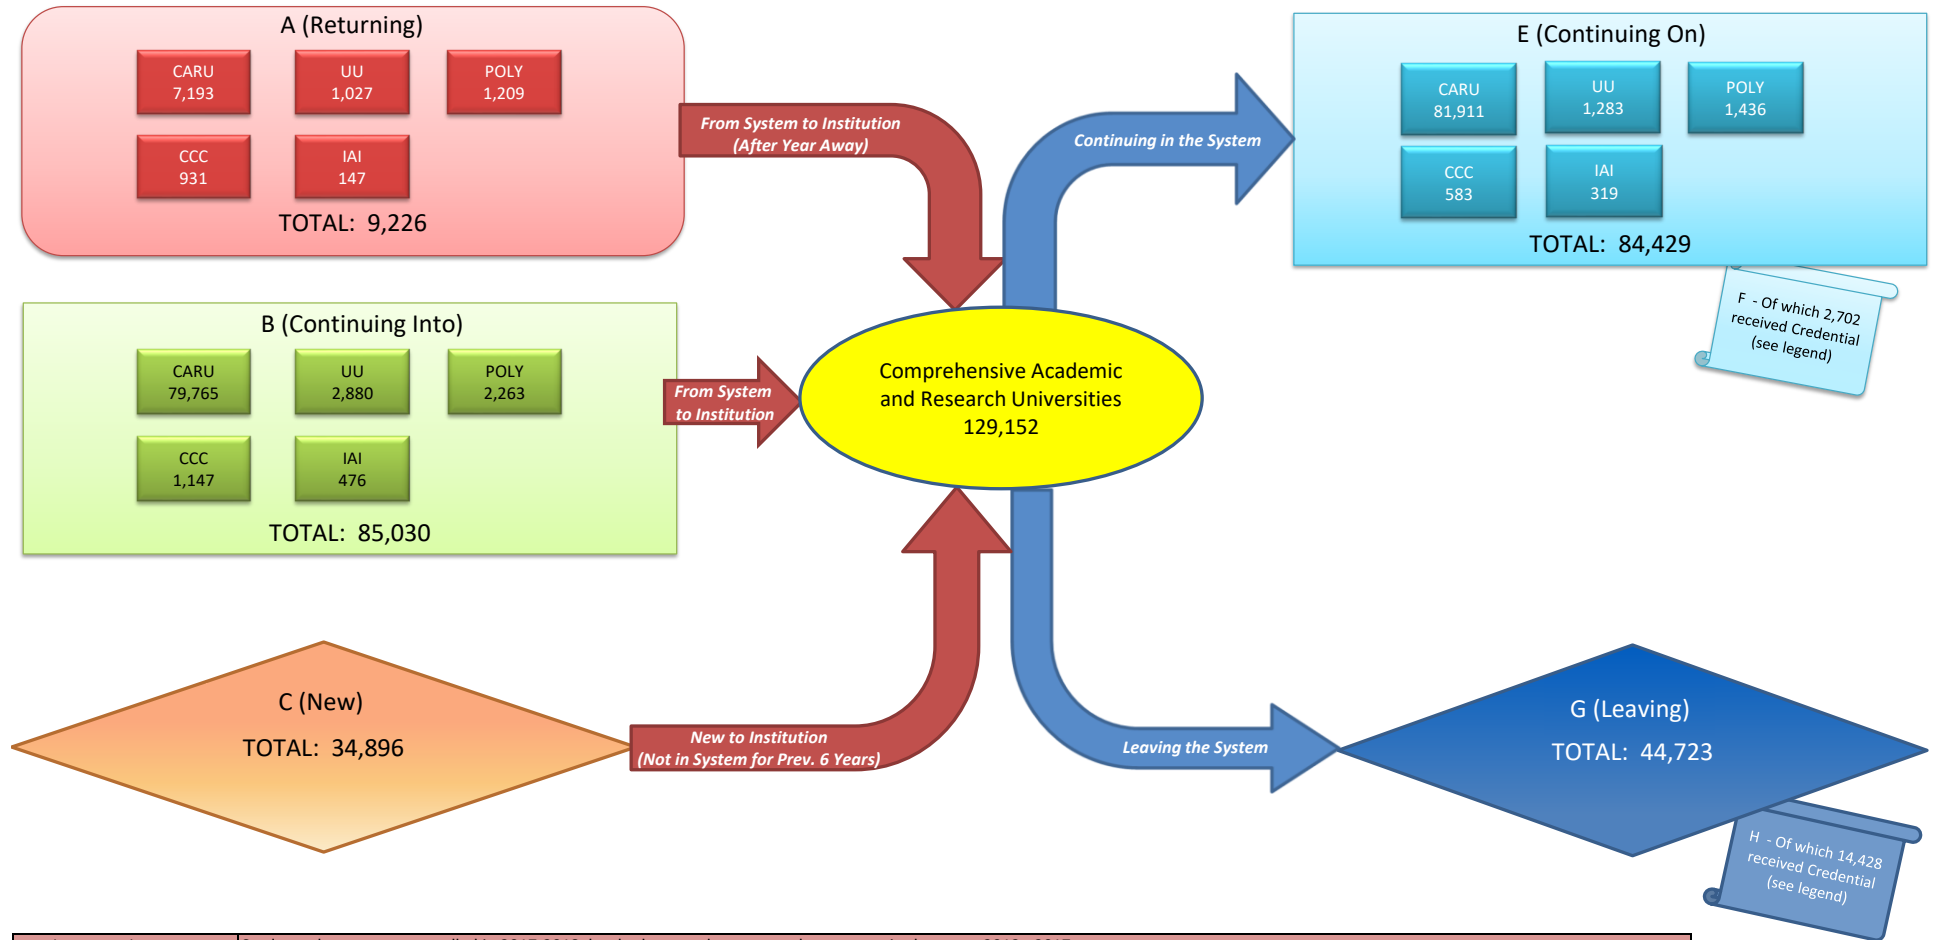 A (Returning)
CARU
7,193
UU
1,027
POLY
1,209
CCC
931
IAI
147
TOTAL: 9,226
From System to Institution
(After Year Away)
Continuing in the System
E (Continuing On)
CARU
81,911
UU
1,283
POLY
1,436
CCC
583
IAI
319
TOTAL: 84,429
F - Of which 2,702
received Credential
(see legend)
B (Continuing Into)
CARU
79,765
UU
2,880
POLY
2,263
CCC
1,147
IAI
476
TOTAL: 85,030
From System
to Institution
Comprehensive Academic
and Research Universities
129,152
C (New)
TOTAL: 34,896
New to Institution
(Not in System for Prev. 6 Years)
Leaving the System
G (Leaving)
TOTAL: 44,723
H - Of which 14,428
received Credential
(see legend)